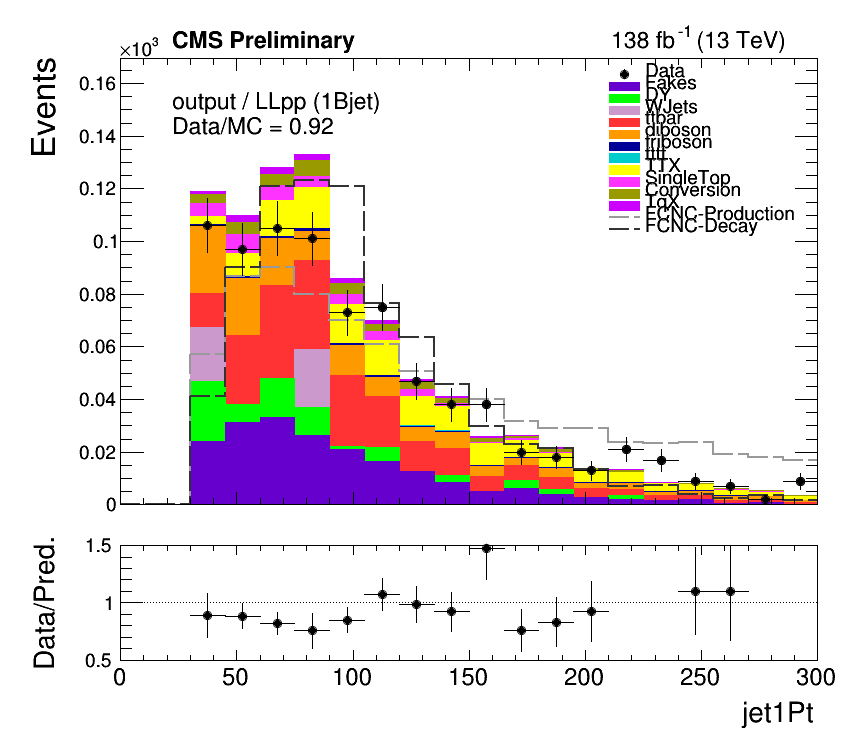 ×10³ CMS Preliminary 138 fb⁻¹ (13 TeV)
Events
output / LLpp (1Bjet)
Data/MC = 0.92
Data
Fakes
DY
WJets
ttbar
diboson
triboson
tttt
TTX
SingleTop
Conversion
TqX
FCNC-Production
FCNC-Decay
0.16
0.14
0.12
0.1
0.08
0.06
0.04
0.02
0
Data/Pred.
1.5
1
0.5
0 50 100 150 200 250 300
jet1Pt